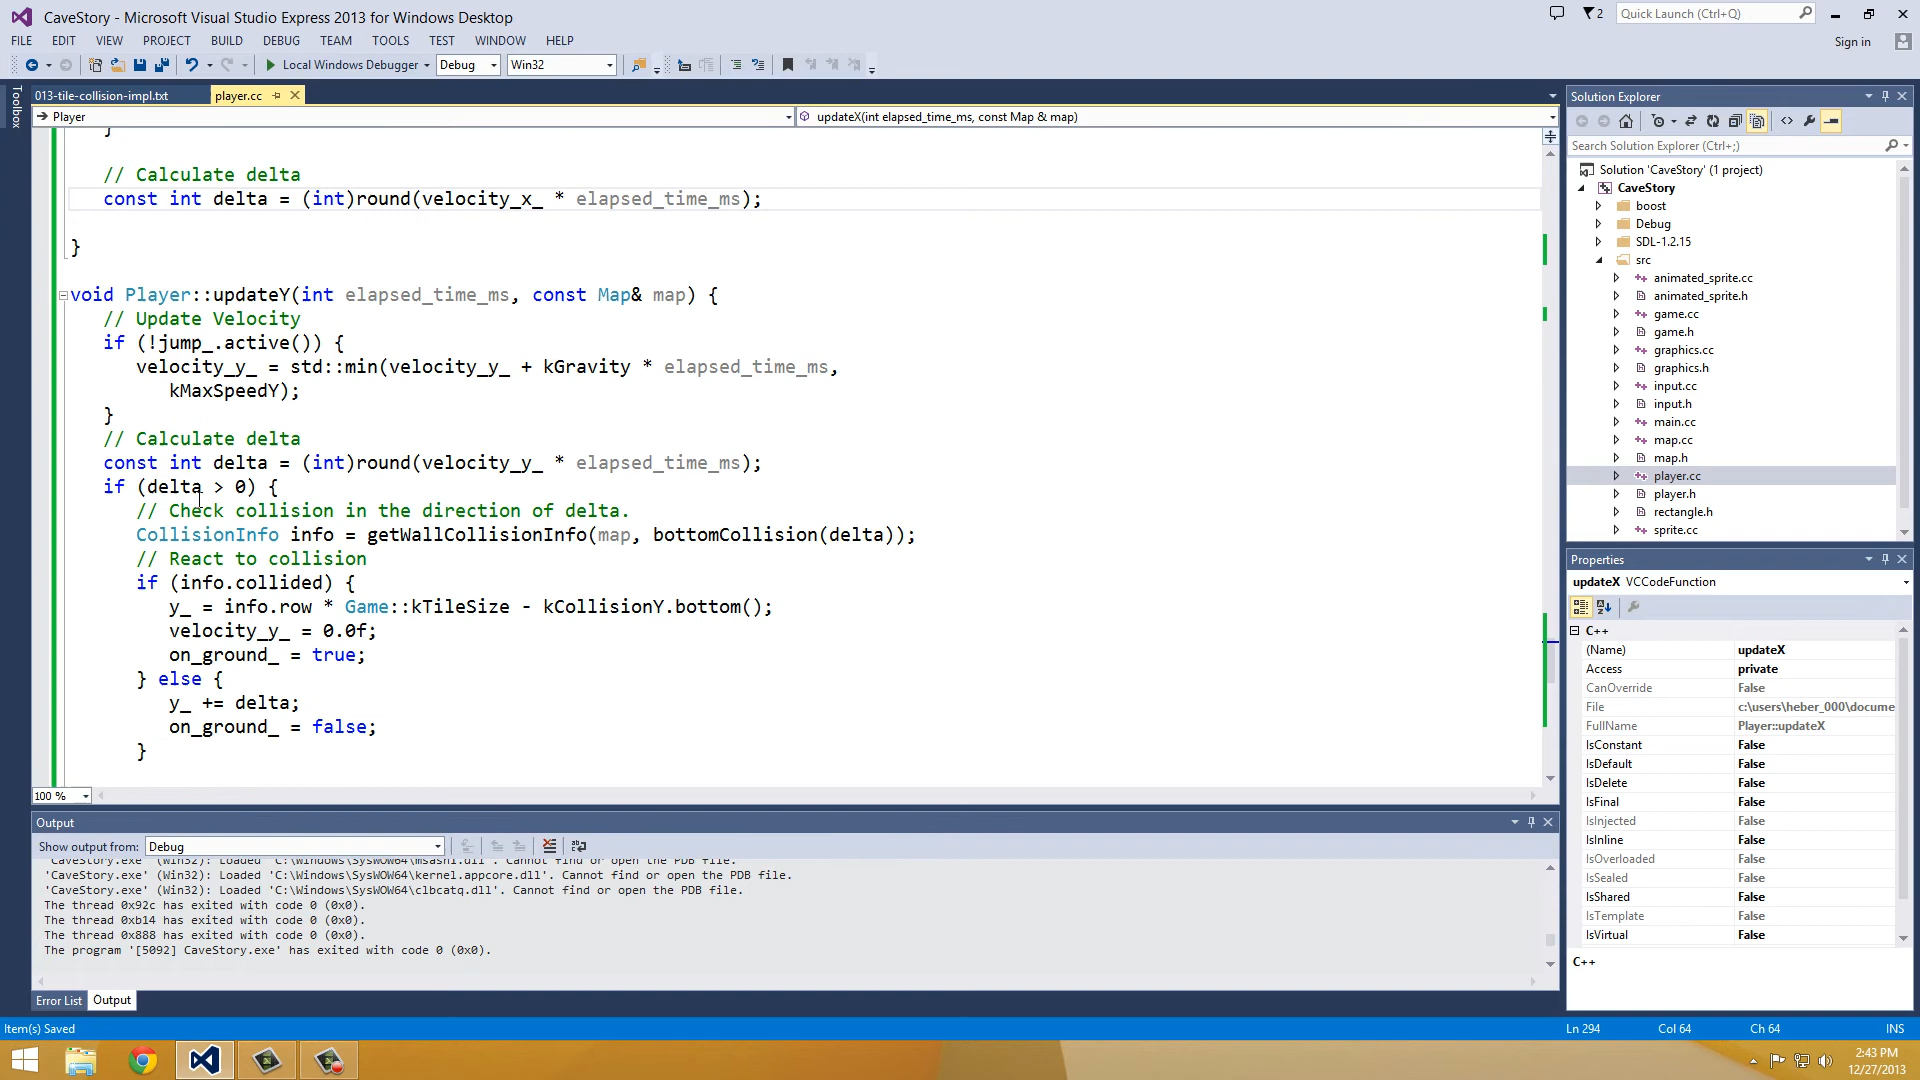 CaveStory - Microsoft Visual Studio Express 2013 for Windows Desktop
2
Quick Launch (Ctrl+Q)
FILE EDIT VIEW PROJECT BUILD DEBUG TEAM TOOLS TEST WINDOW HELP
Sign in
Local Windows Debugger Debug Win32
Toolbox
013-tile-collision-impl.txt player.cc
Player updateX(int elapsed_time_ms, const Map & map)
}
// Calculate delta
const int delta = (int)round(velocity_x_ * elapsed_time_ms);
}
void Player::updateY(int elapsed_time_ms, const Map& map) {
// Update Velocity
if (!jump_.active()) {
velocity_y_ = std::min(velocity_y_ + kGravity * elapsed_time_ms,
kMaxSpeedY);
}
// Calculate delta
const int delta = (int)round(velocity_y_ * elapsed_time_ms);
if (delta > 0) {
// Check collision in the direction of delta.
CollisionInfo info = getWallCollisionInfo(map, bottomCollision(delta));
// React to collision
if (info.collided) {
y_ = info.row * Game::kTileSize - kCollisionY.bottom();
velocity_y_ = 0.0f;
on_ground_ = true;
} else {
y_ += delta;
on_ground_ = false;
}
100 %
Output
Show output from: Debug
'CaveStory.exe' (Win32): Loaded 'C:\Windows\SysWOW64\msasn1.dll'. Cannot find or open the PDB file.
'CaveStory.exe' (Win32): Loaded 'C:\Windows\SysWOW64\kernel.appcore.dll'. Cannot find or open the PDB file.
'CaveStory.exe' (Win32): Loaded 'C:\Windows\SysWOW64\clbcatq.dll'. Cannot find or open the PDB file.
The thread 0x92c has exited with code 0 (0x0).
The thread 0xb14 has exited with code 0 (0x0).
The thread 0x888 has exited with code 0 (0x0).
The program '[5092] CaveStory.exe' has exited with code 0 (0x0).
Error List Output
Solution Explorer
Search Solution Explorer (Ctrl+;)
Solution 'CaveStory' (1 project)
CaveStory
boost
Debug
SDL-1.2.15
src
animated_sprite.cc
animated_sprite.h
game.cc
game.h
graphics.cc
graphics.h
input.cc
input.h
main.cc
map.cc
map.h
player.cc
player.h
rectangle.h
sprite.cc
Properties
updateX VCCodeFunction
C++
(Name) updateX
Access private
CanOverride False
File c:\users\heber_000\docume
FullName Player::updateX
IsConstant False
IsDefault False
IsDelete False
IsFinal False
IsInjected False
IsInline False
IsOverloaded False
IsSealed False
IsShared False
IsTemplate False
IsVirtual False
C++
Item(s) Saved Ln 294 Col 64 Ch 64 INS
2:43 PM
12/27/2013